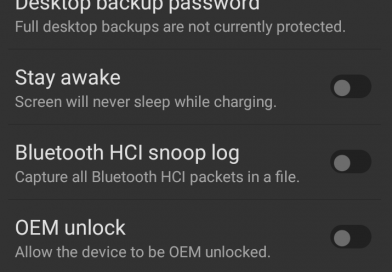 Desktop backup password
Full desktop backups are not currently protected.
Stay awake
Screen will never sleep while charging.
Bluetooth HCI snoop log
Capture all Bluetooth HCI packets in a file.
OEM unlock
Allow the device to be OEM unlocked.